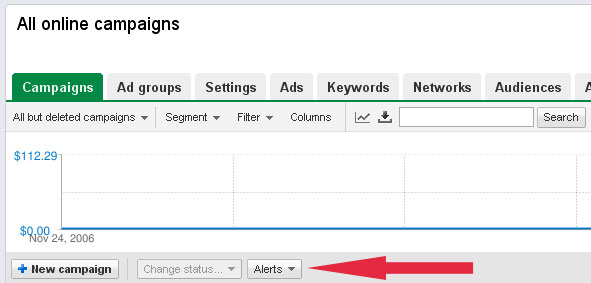 All online campaigns
Campaigns Ad groups Settings Ads Keywords Networks Audiences
All but deleted campaigns Segment Filter Columns Search
$112.29
$0.00
Nov 24, 2006
New campaign Change status... Alerts